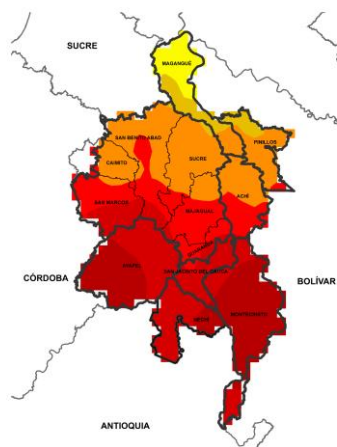 SUCRE
MAGANGUÉ
SAN BENITO ABAD
PINILLOS
SUCRE
CAIMITO
ACHÍ
SAN MARCOS
MAJAGUAL
GUARANDA
CÓRDOBA
AYAPEL
SAN JACINTO DEL CAUCA
BOLÍVAR
NECHÍ
MONTECRISTO
ANTIOQUIA